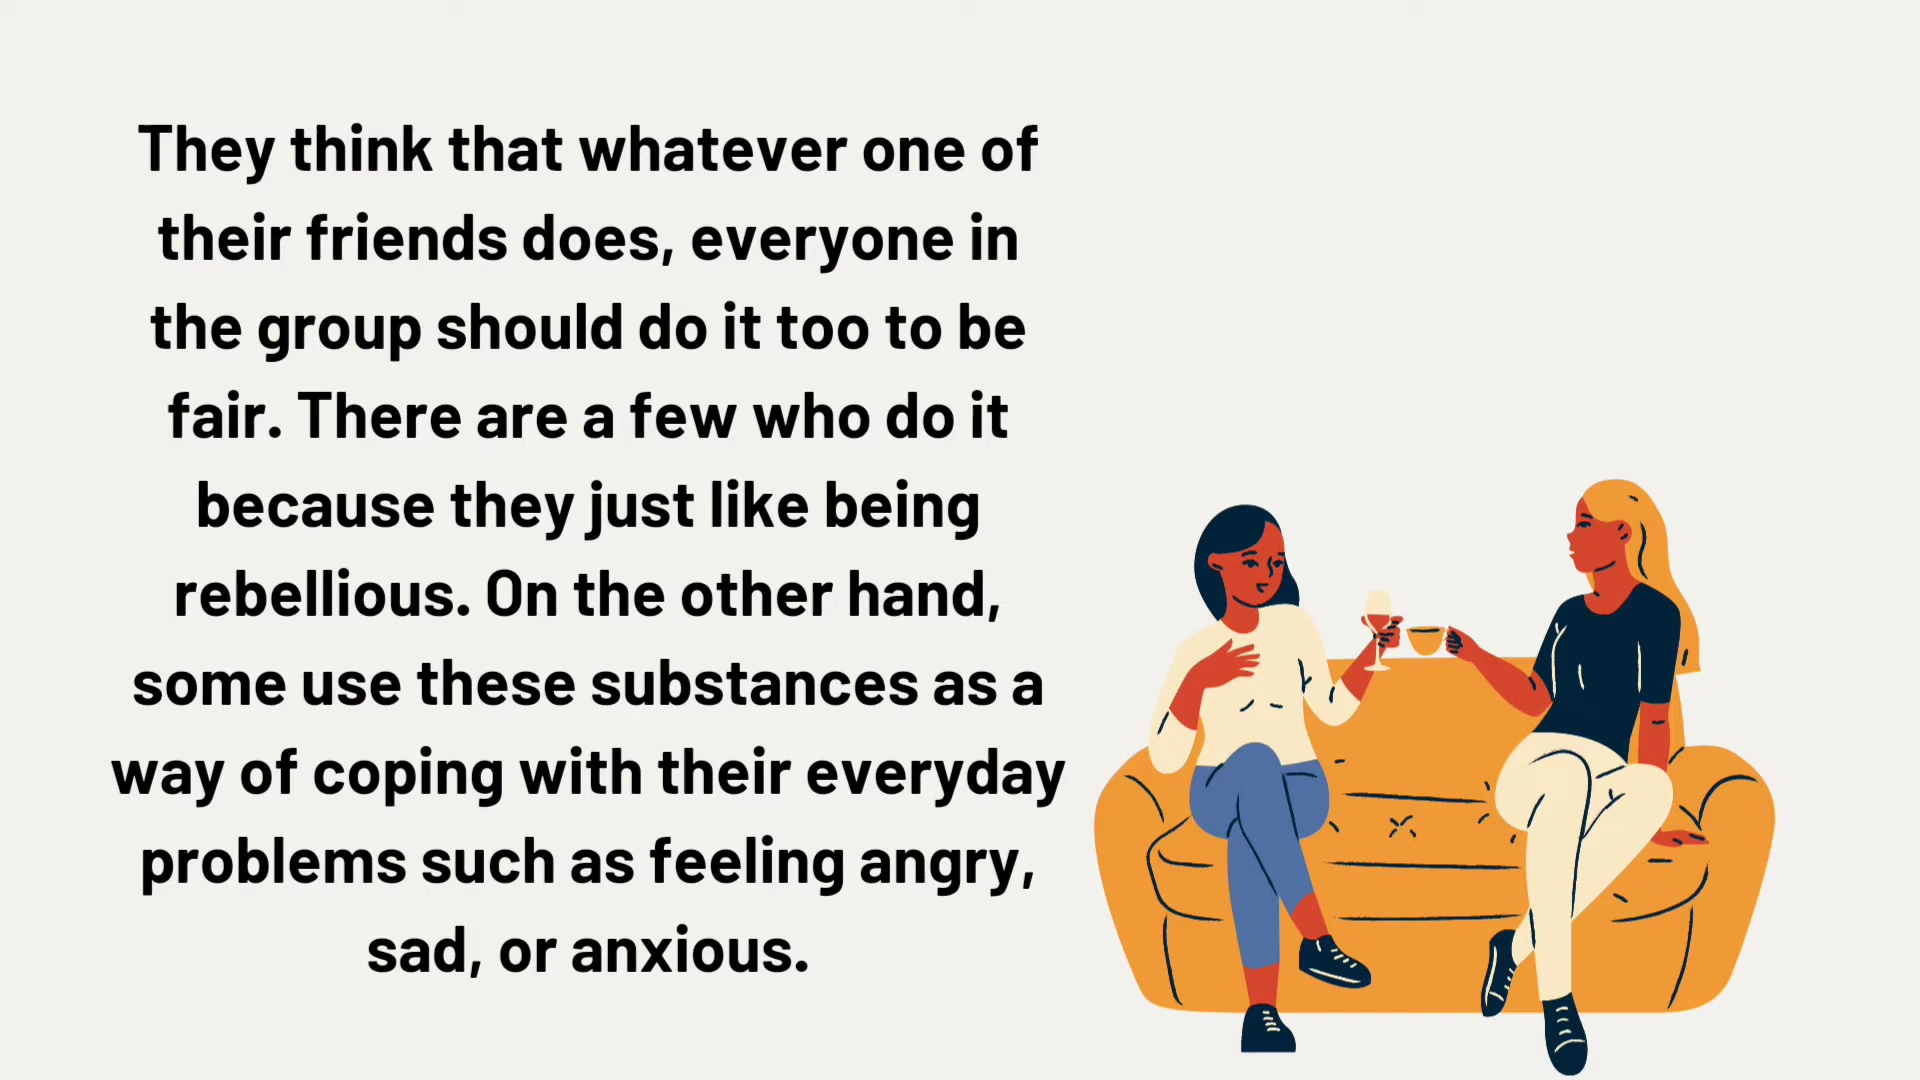 They think that whatever one of
their friends does, everyone in
the group should do it too to be
fair. There are a few who do it
because they just like being
rebellious. On the other hand,
some use these substances as a
way of coping with their everyday
problems such as feeling angry,
sad, or anxious.